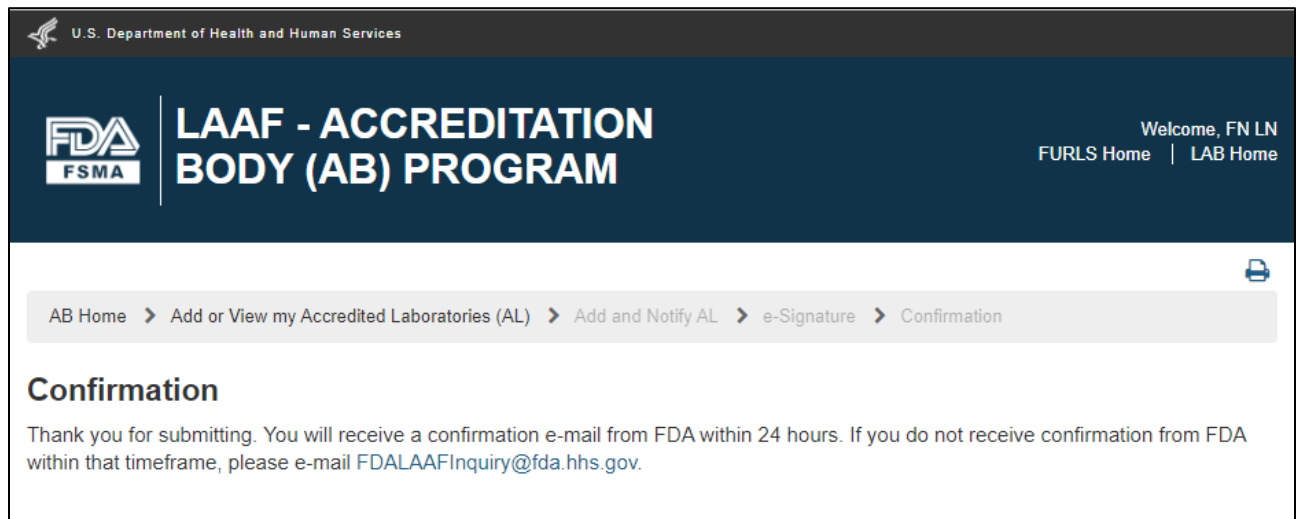 U.S. Department of Health and Human Services
FDA
FSMA
LAAF - ACCREDITATION
BODY (AB) PROGRAM
Welcome, FN LN
FURLS Home | LAB Home
AB Home > Add or View my Accredited Laboratories (AL) > Add and Notify AL > e-Signature > Confirmation
Confirmation
Thank you for submitting. You will receive a confirmation e-mail from FDA within 24 hours. If you do not receive confirmation from FDA
within that timeframe, please e-mail FDALAAFInquiry@fda.hhs.gov.